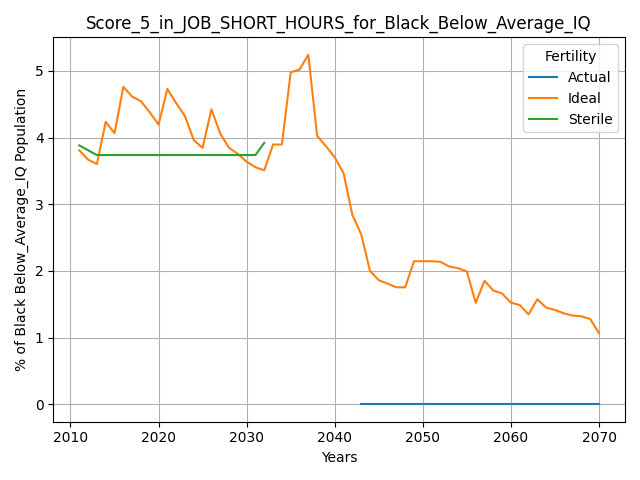 Score_5_in_JOB_SHORT_HOURS_for_Black_Below_Average_IQ
% of Black Below_Average_IQ Population
5
4
3
2
1
0
Fertility
Actual
Ideal
Sterile
2010 2020 2030 2040 2050 2060 2070
Years